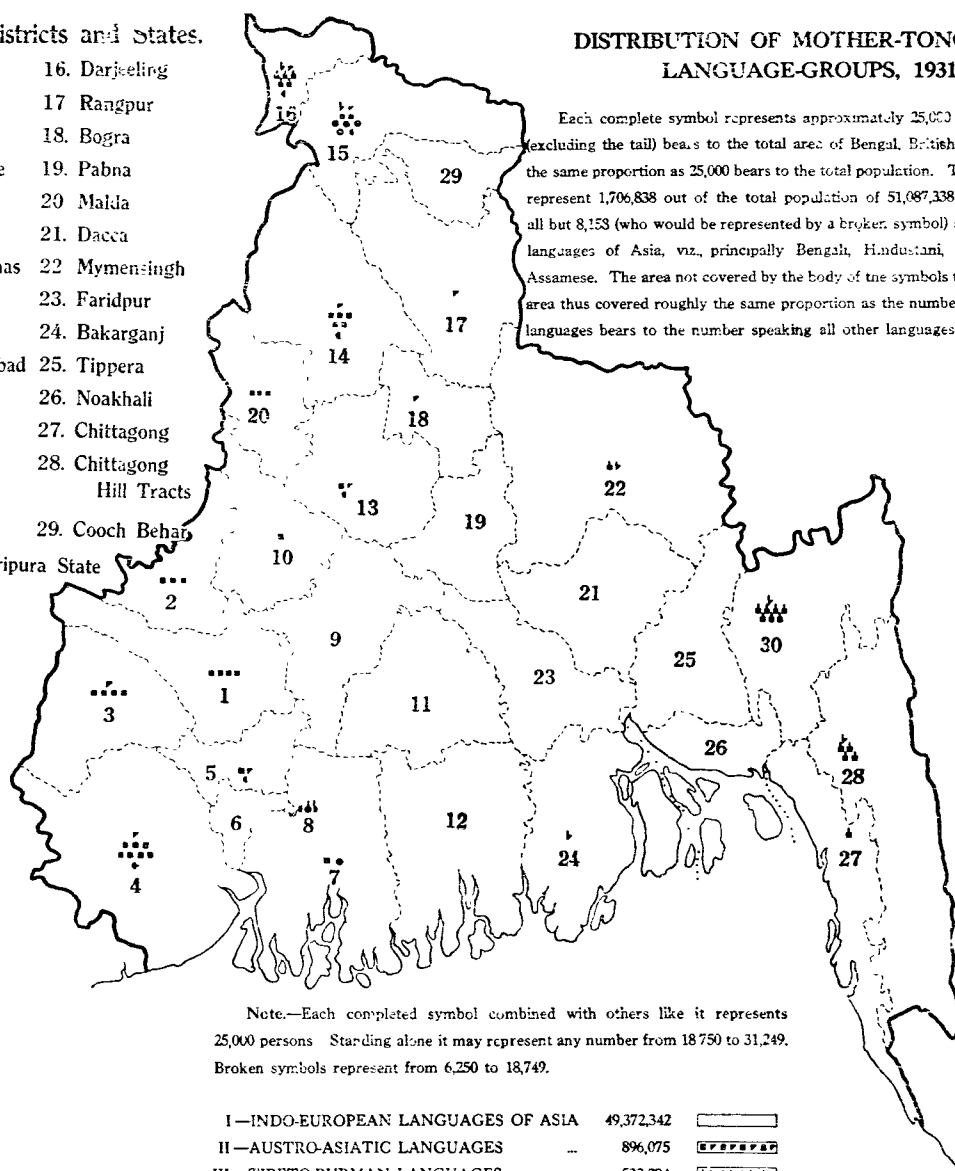 istricts and States.
16. Darjeeling
17 Rangpur
18. Bogra
19. Pabna
20 Malda
21. Dacca
22 Mymensingh
23. Faridpur
24. Bakarganj
25. Tippera
26. Noakhali
27. Chittagong
28. Chittagong
Hill Tracts
29. Cooch Behar
ripura State
DISTRIBUTION OF MOTHER-TONG
LANGUAGE-GROUPS, 1931
Each complete symbol represents approximately 25,000
(excluding the tail) bears to the total area of Bengal, British
the same proportion as 25,000 bears to the total population.
represent 1,706,838 out of the total population of 51,087,338
all but 8,153 (who would be represented by a broken symbol)
languages of Asia, viz., principally Bengali, Hindustani,
Assamese. The area not covered by the body of the symbols
area thus covered roughly the same proportion as the number
languages bears to the number speaking all other languages
16
15
29
17
14
20
18
22
13
19
10
2
21
9
30
3
1
11
23
25
26
5
28
6
8
12
27
24
4
7
Note.—Each completed symbol combined with others like it represents
25,000 persons Standing alone it may represent any number from 18 750 to 31,249.
Broken symbols represent from 6,250 to 18,749.
I—INDO-EUROPEAN LANGUAGES OF ASIA 49,372,342
II—AUSTRO-ASIATIC LANGUAGES ... 896,075